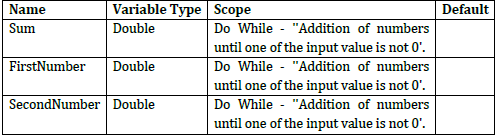 Name Variable Type Scope Default
Sum Double Do While - "Addition of numbers
until one of the input value is not 0'.
FirstNumber Double Do While - "Addition of numbers
until one of the input value is not 0'.
SecondNumber Double Do While - "Addition of numbers
until one of the input value is not 0'.